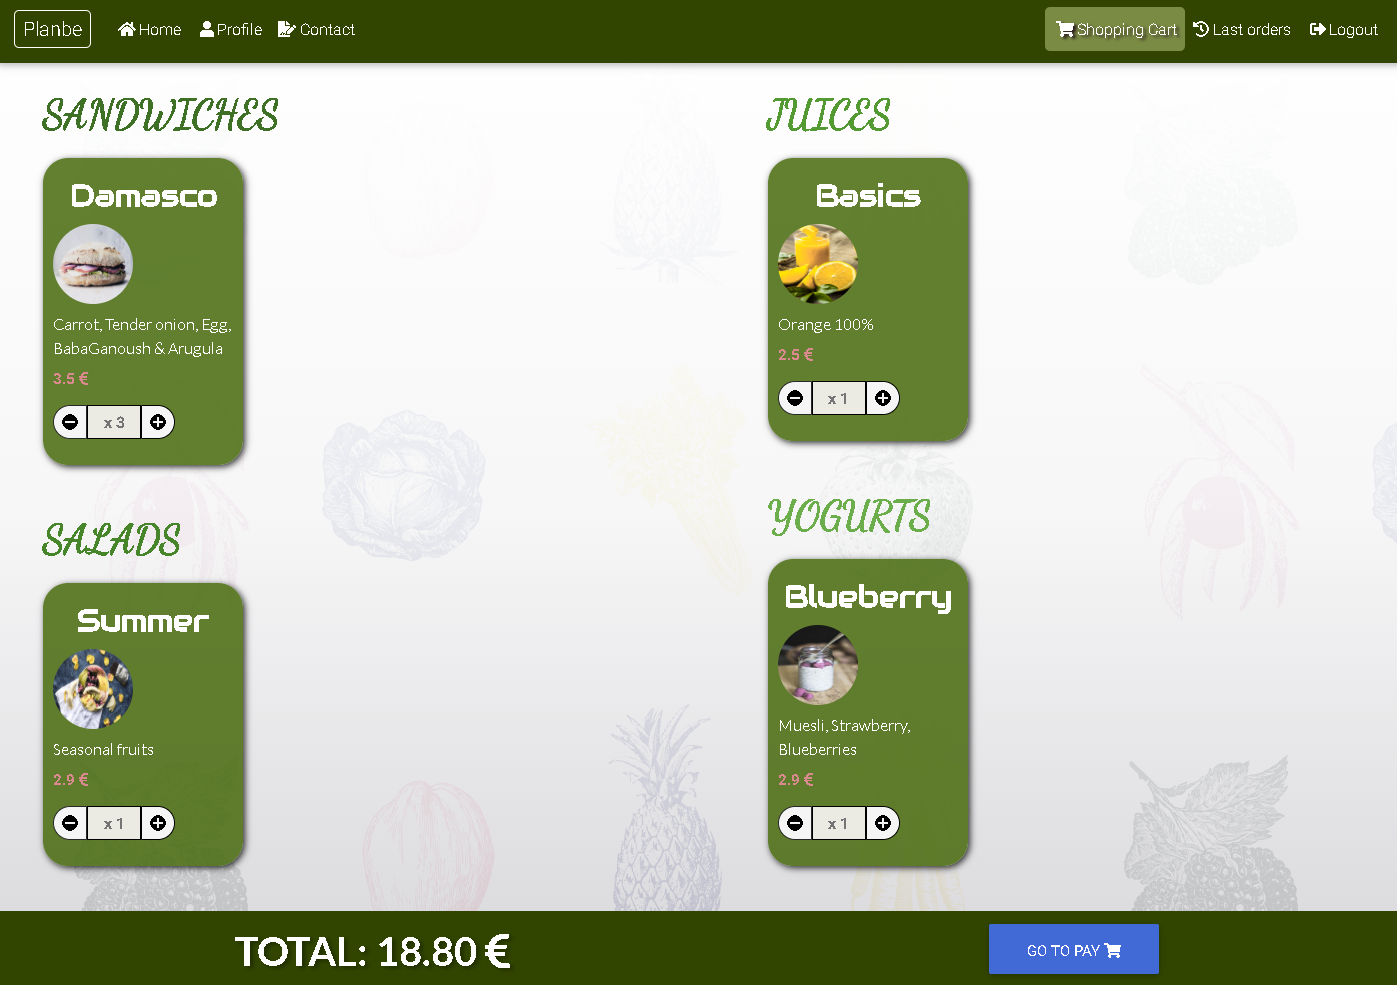 Planbe Home Profile Contact Shopping Cart Last orders Logout
SANDWICHES
Damasco
Carrot, Tender onion, Egg,
BabaGanoush & Arugula
3.5 €
x 3
SALADS
Summer
Seasonal fruits
2.9 €
x 1
JUICES
Basics
Orange 100%
2.5 €
x 1
YOGURTS
Blueberry
Muesli, Strawberry,
Blueberries
2.9 €
x 1
TOTAL: 18.80 €
GO TO PAY